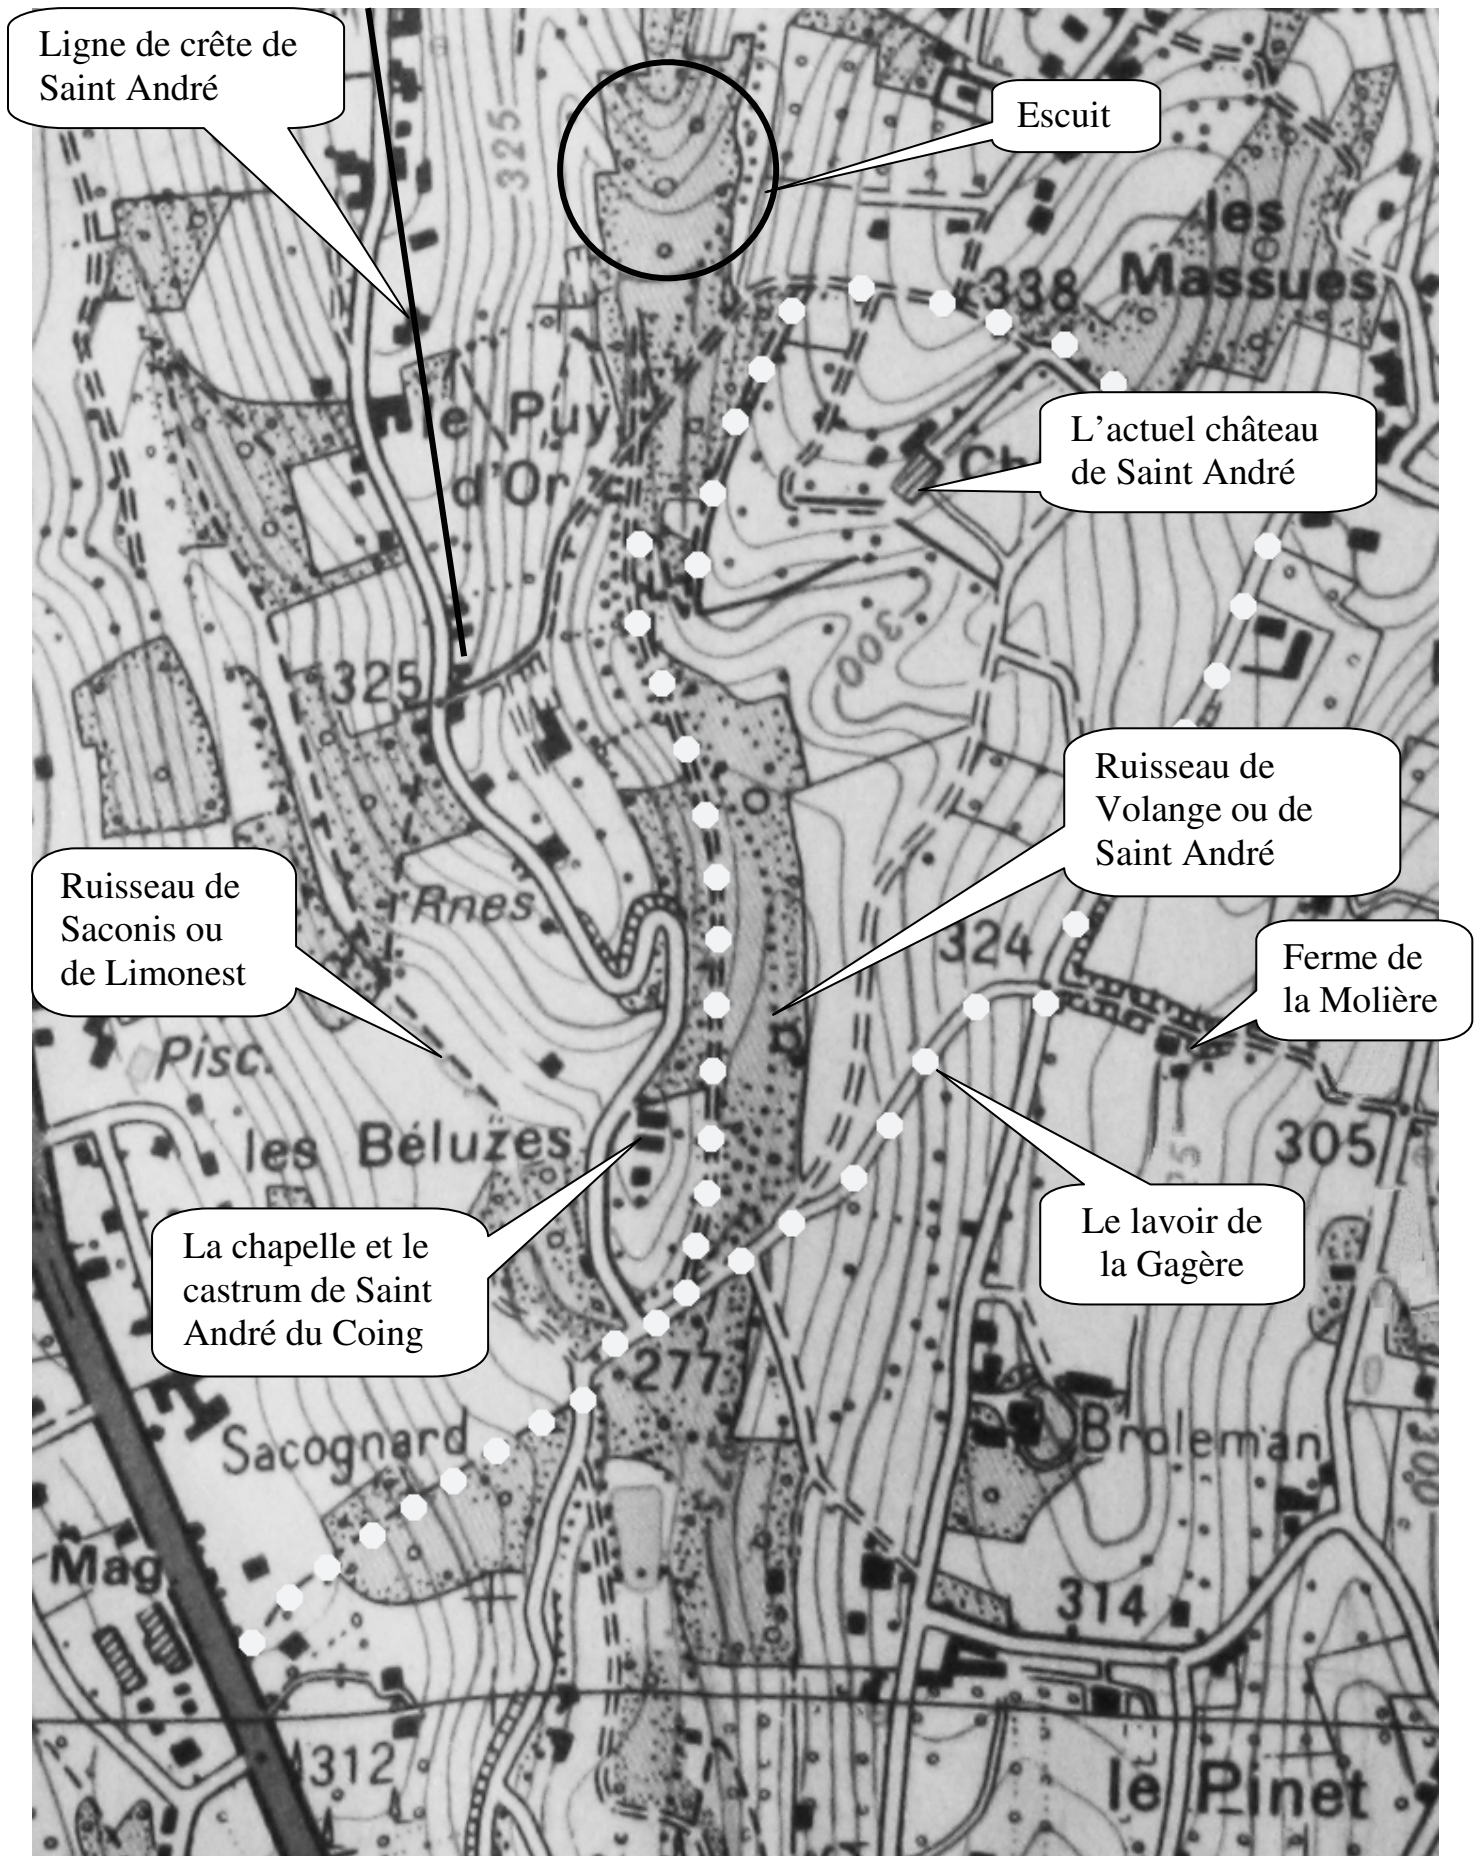 Ligne de crête de
Saint André
Escuit
325
les
Massues
338
L’actuel château
de Saint André
Ch
le Puy
d'Or
300
325
Ruisseau de
Volange ou de
Saint André
Ruisseau de
Saconis ou
de Limonest
Rnes
324
Ferme de
la Molière
Pisc.
les Béluzes
305
La chapelle et le
castrum de Saint
André du Coing
Le lavoir de
la Gagère
277
Sacognard
Broleman
300
Mag.
314
312
le Pinet